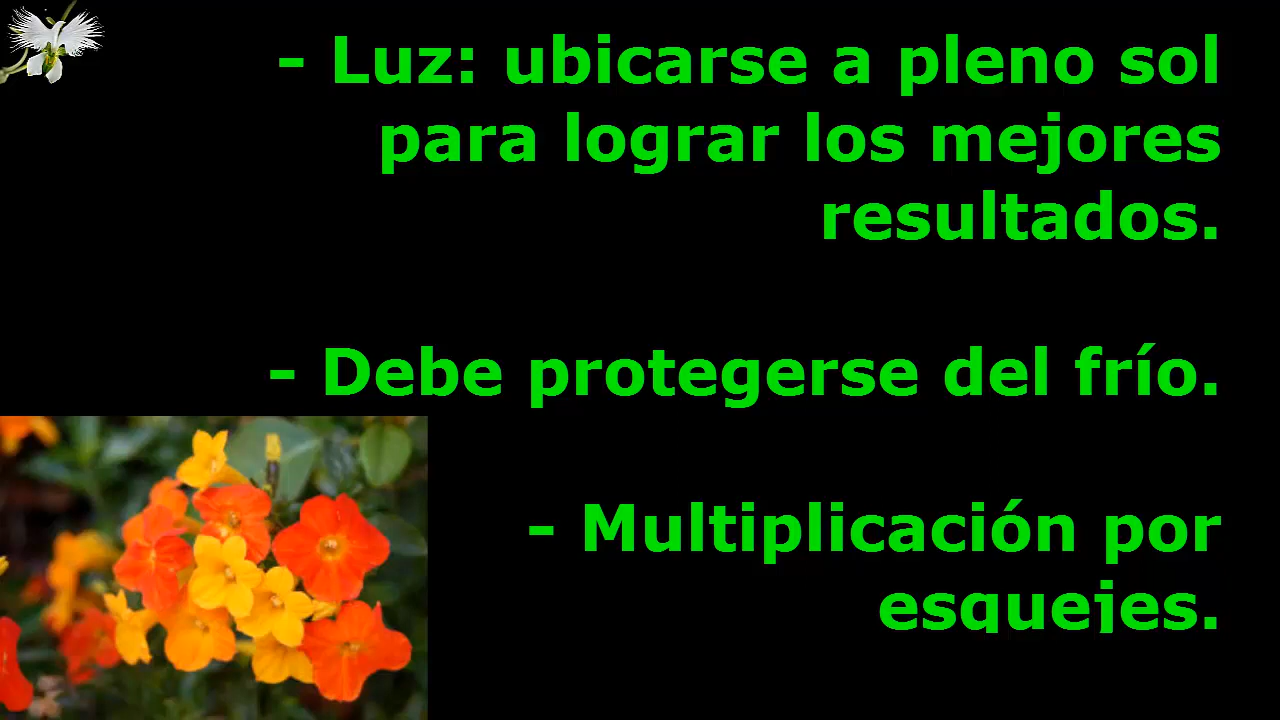 - Luz: ubicarse a pleno sol
para lograr los mejores
resultados.
- Debe protegerse del frío.
- Multiplicación por
esquejes.